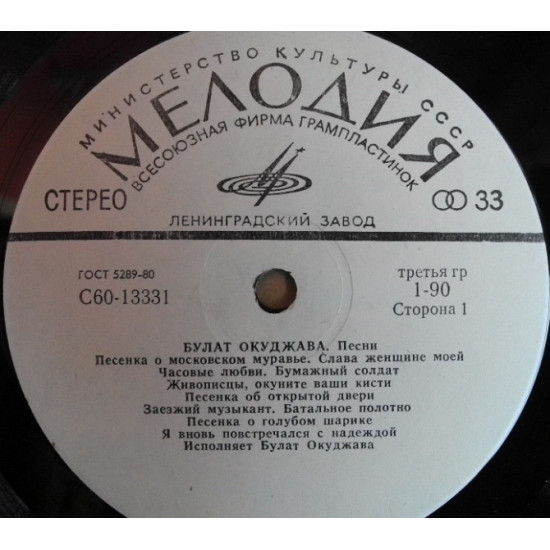 МИНИСТЕРСТВО КУЛЬТУРЫ СССР
МЕЛОДИЯ
ВСЕСОЮЗНАЯ ФИРМА ГРАМПЛАСТИНОК
СТЕРЕО
33
ЛЕНИНГРАДСКИЙ ЗАВОД
ГОСТ 5289-80
третья гр
С60-13331
1-90
Сторона 1
БУЛАТ ОКУДЖАВА. Песни
Песенка о московском муравье. Слава женщине моей
Часовые любви. Бумажный солдат
Живописцы, окуните ваши кисти
Песенка об открытой двери
Заезжий музыкант. Батальное полотно
Песенка о голубом шарике
Я вновь повстречался с надеждой
Исполняет Булат Окуджава